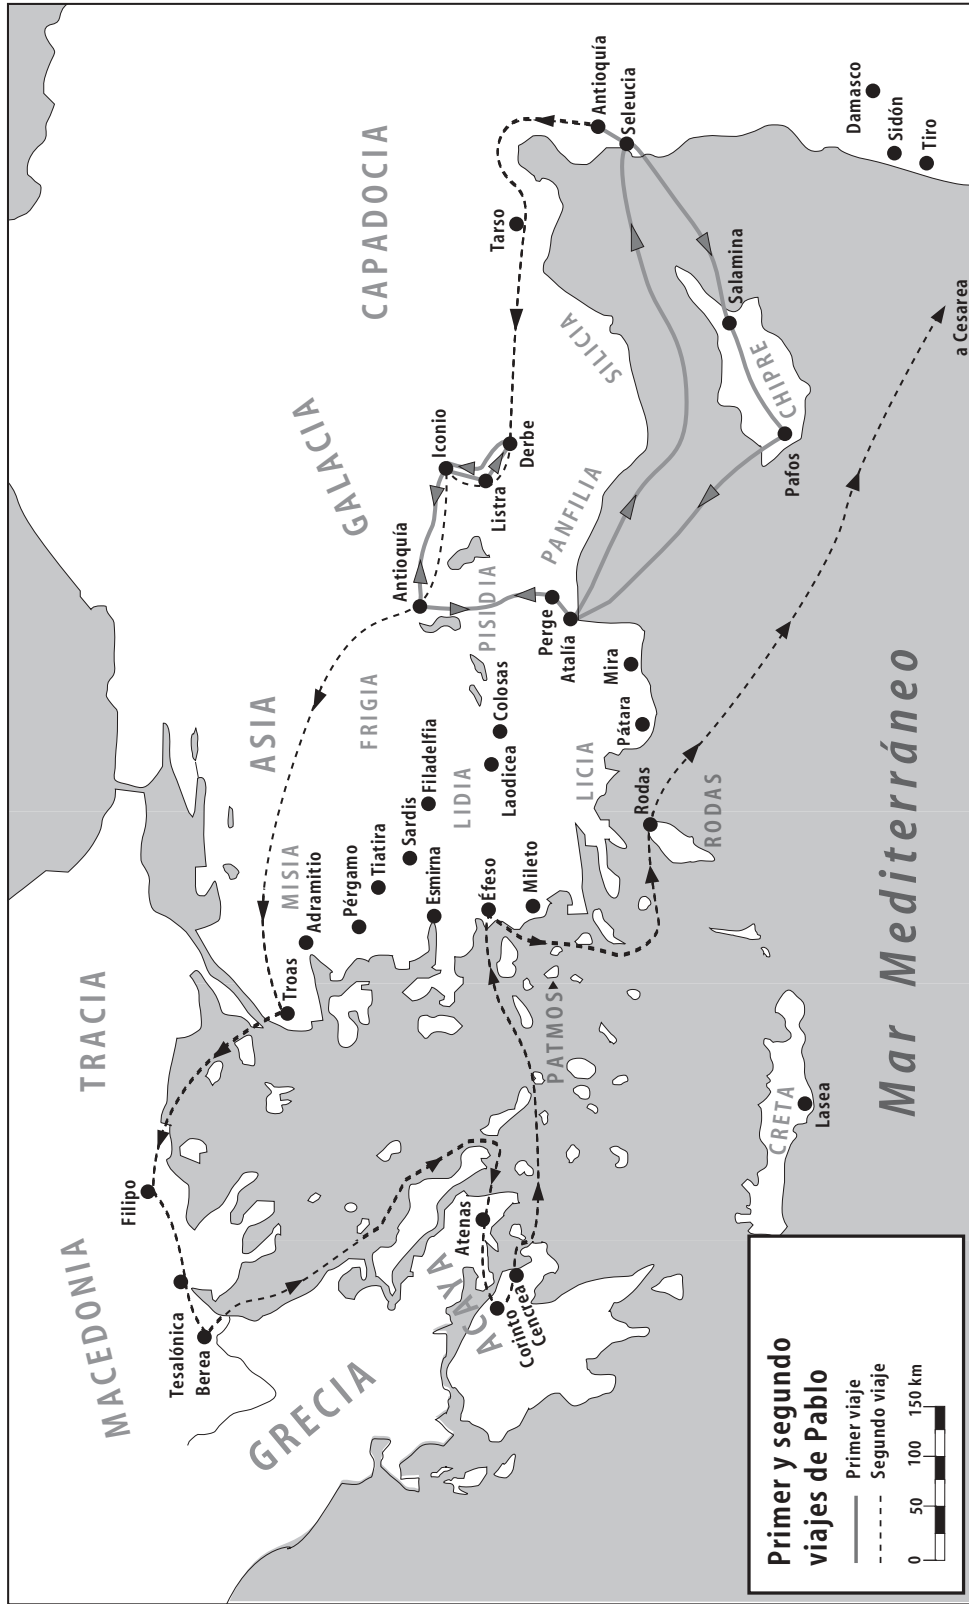 MACEDONIA
TRACIA
Filipo
Tesalónica
Berea
GRECIA
ACAYA
Atenas
Corinto
Cencrea
Troas
MISIA
Adramitio
Pérgamo
Tiatira
Sardis
Filadelfia
Esmirna
LIDIA
ASIA
FRIGIA
Éfeso
Mileto
PATMOS
Laodicea
Colosas
LICIA
Antioquía
PISIDIA
GALACIA
Iconio
Listra
Derbe
CAPADOCIA
Tarso
SILICIA
PANFILIA
Perge
Atalía
Mira
Pátara
Rodas
RODAS
Antioquía
Seleucia
Salamina
CHIPRE
Pafos
Damasco
Sidón
Tiro
a Cesarea
CRETA
Lasea
Mar Mediterráneo
Primer y segundo
viajes de Pablo
Primer viaje
Segundo viaje
0 50 100 150 km